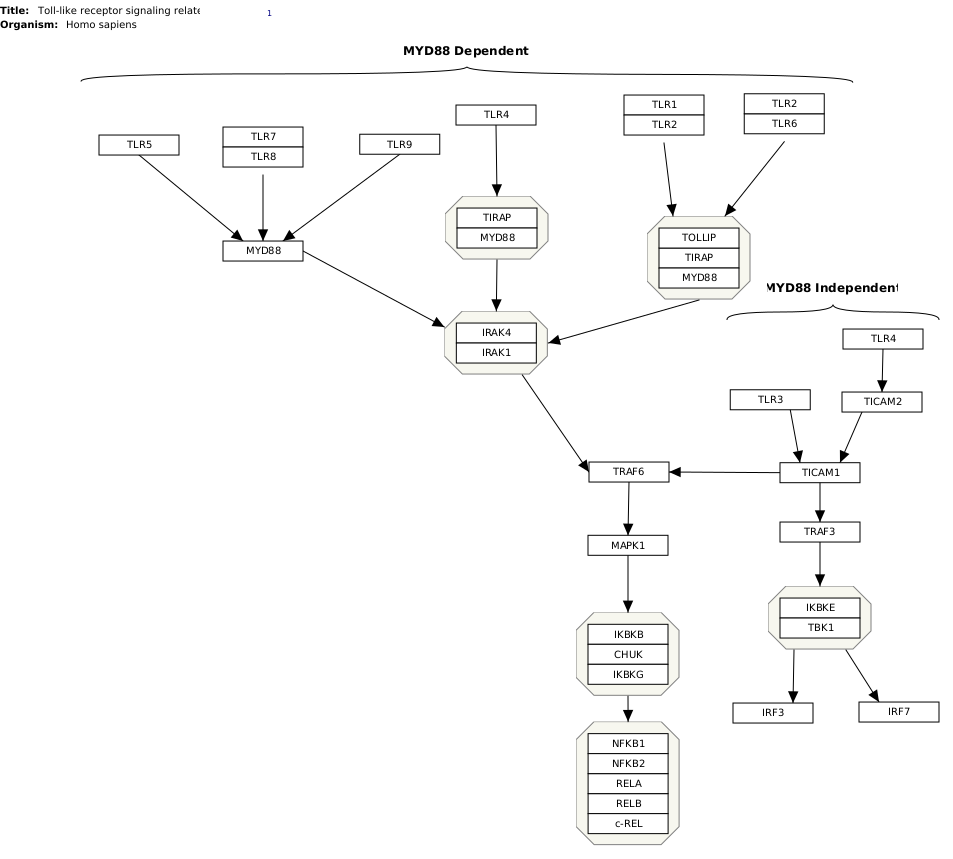 Title: Toll-like receptor signaling relate
1
Organism: Homo sapiens
MYD88 Dependent
TLR5
TLR7
TLR8
TLR9
TLR4
TLR1
TLR2
TLR2
TLR6
MYD88
TIRAP
MYD88
TOLLIP
TIRAP
MYD88
MYD88 Independent
IRAK4
IRAK1
TLR4
TLR3
TICAM2
TRAF6
TICAM1
MAPK1
TRAF3
IKBKB
CHUK
IKBKG
IKBKE
TBK1
IRF3
IRF7
NFKB1
NFKB2
RELA
RELB
c-REL